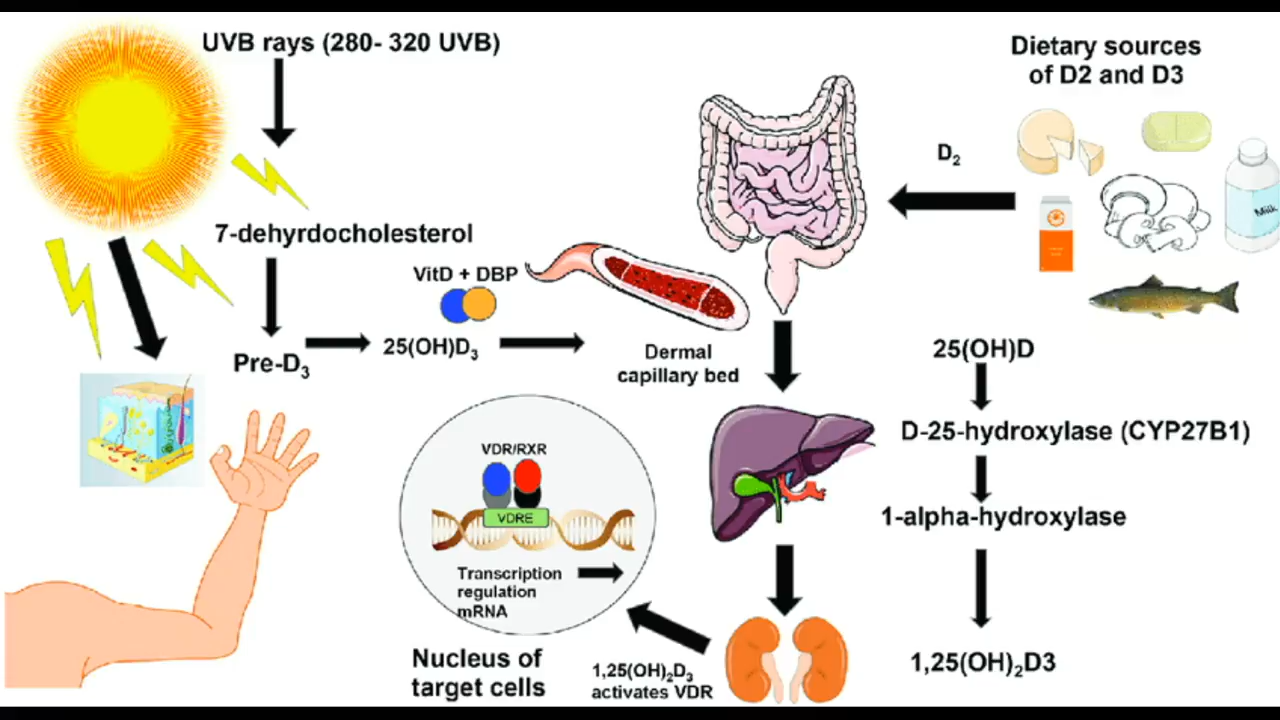 UVB rays (280- 320 UVB)
7-dehyrdocholesterol
Pre-D₃
25(OH)D₃
VitD + DBP
Dermal
capillary bed
Dietary sources
of D2 and D3
D₂
Milk
25(OH)D
D-25-hydroxylase (CYP27B1)
1-alpha-hydroxylase
1,25(OH)₂D3
VDR/RXR
VDRE
Transcription
regulation
mRNA
Nucleus of
target cells
1,25(OH)₂D₃
activates VDR